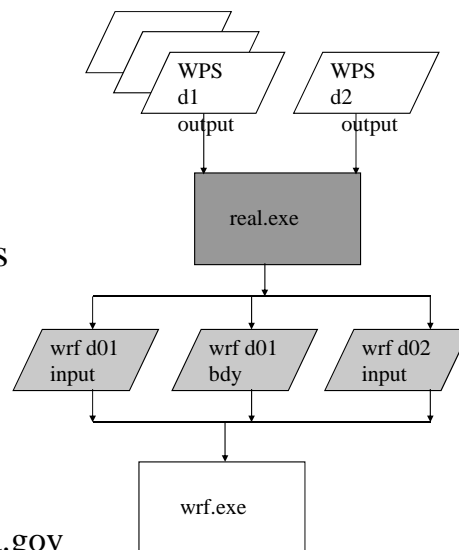 WPS
d1
output
WPS
d2
output
real.exe
s
wrf d01
input
wrf d01
bdy
wrf d02
input
wrf.exe
.gov